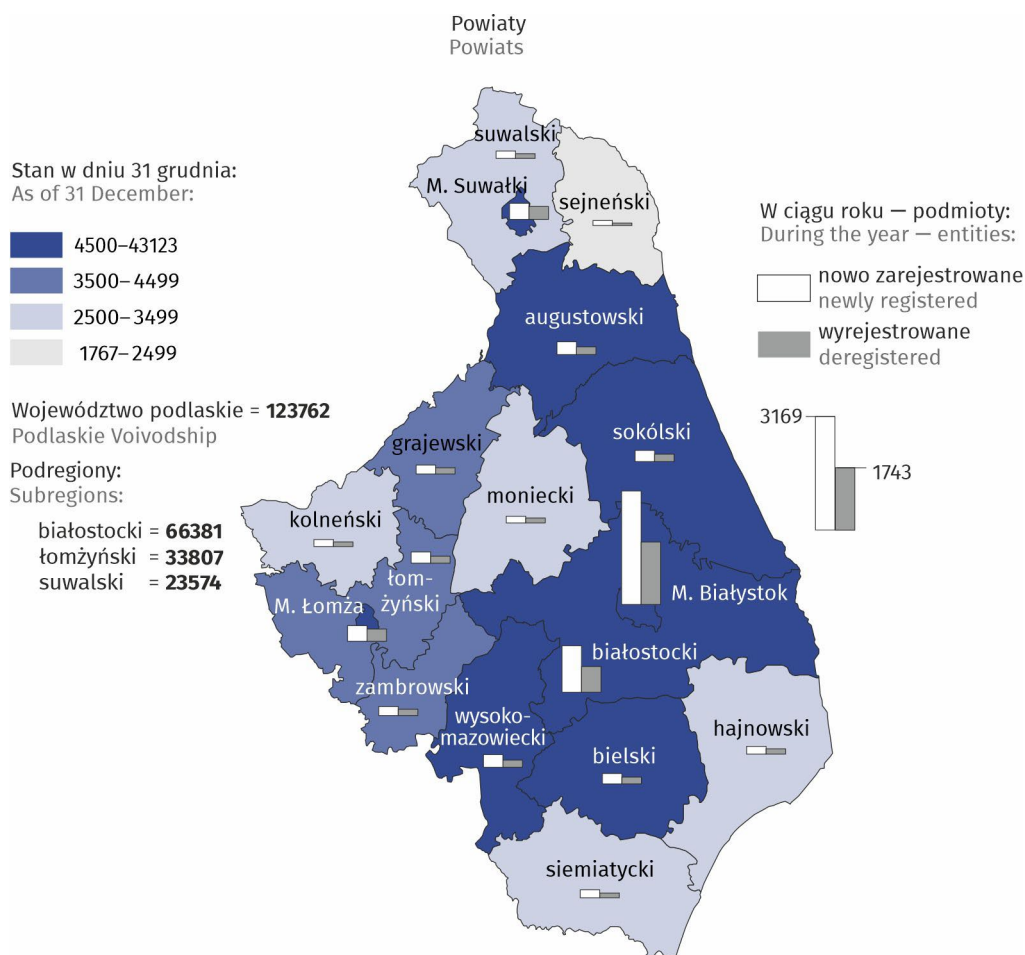 Powiaty
Powiats
Stan w dniu 31 grudnia:
As of 31 December:
4500–43123
3500–4499
2500–3499
1767–2499
Województwo podlaskie = 123762
Podlaskie Voivodship
Podregiony:
Subregions:
białostocki = 66381
łomżyński = 33807
suwalski = 23574
W ciągu roku — podmioty:
During the year — entities:
nowo zarejestrowane
newly registered
wyrejestrowane
deregistered
3169
1743
suwalski
M. Suwałki
sejneński
augustowski
grajewski
sokólski
moniecki
kolneński
łom-
żyński
M. Łomża
M. Białystok
białostocki
zambrowski
wysoko-
mazowiecki
bielski
hajnowski
siemiatycki